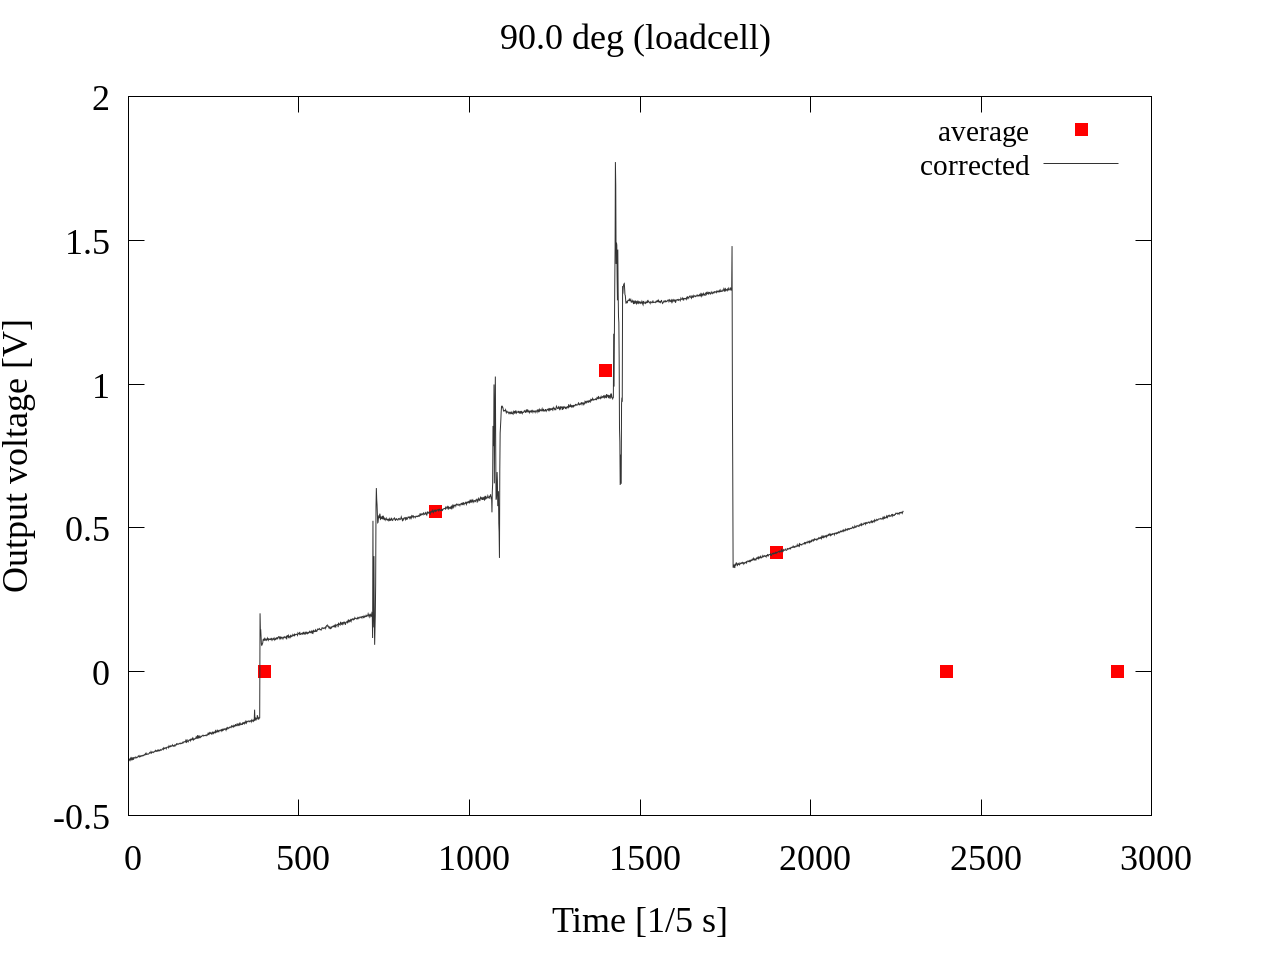 90.0 deg (loadcell)
average
corrected
2
1.5
1
0.5
0
-0.5
Output voltage [V]
0 500 1000 1500 2000 2500 3000
Time [1/5 s]